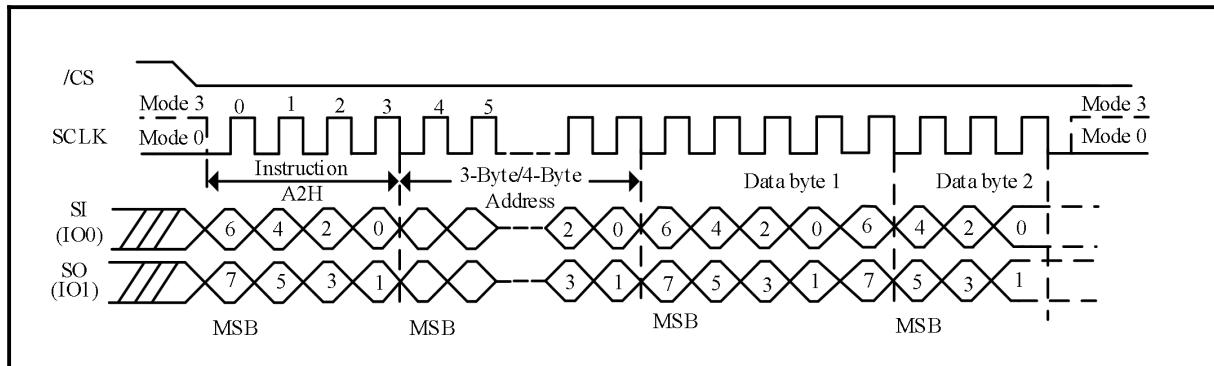 /CS
Mode 3 0 1 2 3 4 5 Mode 3
SCLK Mode 0 Mode 0
Instruction 3-Byte/4-Byte Data byte 1 Data byte 2
A2H Address
SI
(IO0) 6 4 2 0 2 0 6 4 2 0 6 4 2 0
SO
(IO1) 7 5 3 1 3 1 7 5 3 1 7 5 3 1
MSB MSB MSB MSB